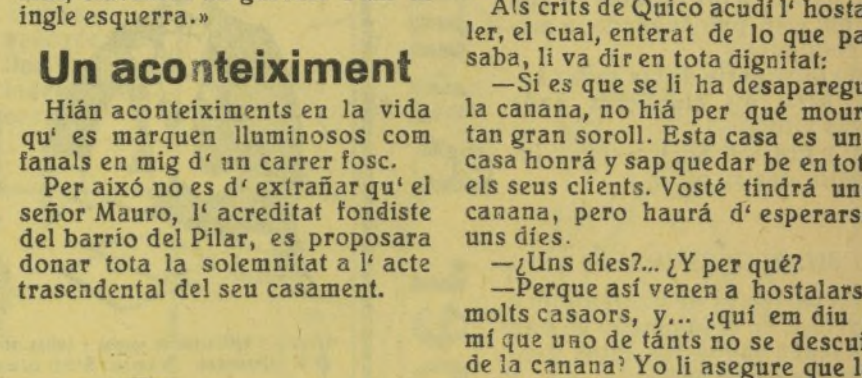 ingle esquerra.»
Un aconteiximent
Hián aconteiximents en la vida
qu‘ es marquen lluminosos com
fanals en mig d‘ un carrer fosc.
Per aixó no es d‘ extrañar qu‘ el
señor Mauro, l‘ acreditat fondiste
del barrio del Pilar, es proposara
donar tota la solemnitat a l‘ acte
trasendental del seu casament.
Als crits de Quico acudí l‘ hosta
ler, el cual, enterat de lo que pa
saba, li va dir en tota dignitat:
—Si es que se li ha desaparegu
la canana, no hiá per qué mour
tan gran soroll. Esta casa es un
casa honrá y sap quedar be en tot
els seus clients. Vosté tindrá un
canana, pero haurá d‘ esperars
uns díes.
—¿Uns díes?... ¿Y per qué?
—Perque así venen a hostalars
molts casaors, y... ¿quí em diu
mí que uno de tánts no se descui
de la canana? Yo li asegure que l